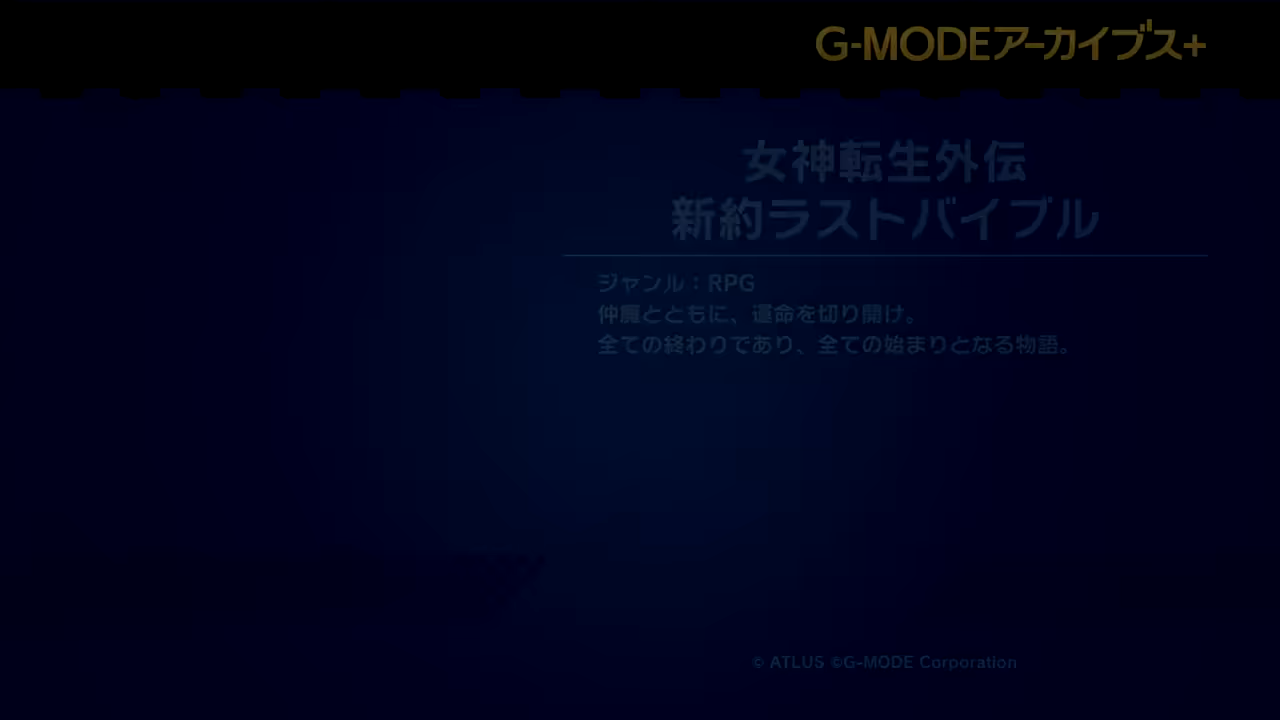 G-MODEアーカイブス+
女神転生外伝
新約ラストバイブル
ジャンル：RPG
仲魔とともに、運命を切り開け。
全ての終わりであり、全ての始まりとなる物語。
© ATLUS ©G-MODE Corporation